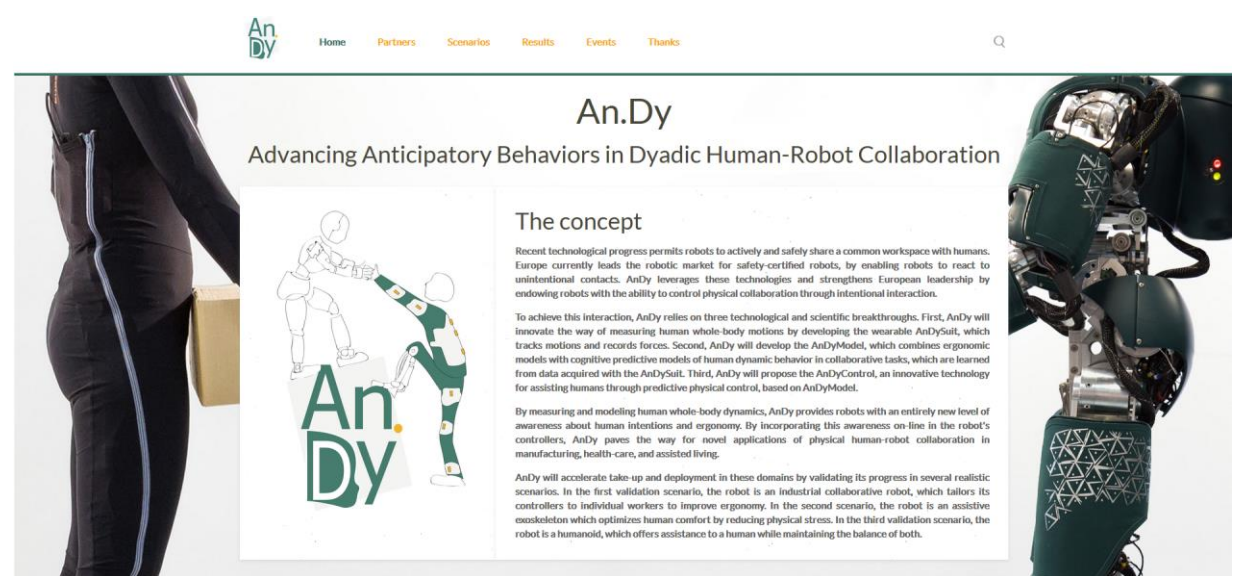 An.
Dy
Home
Partners
Scenarios
Results
Events
Thanks
An.Dy
Advancing Anticipatory Behaviors in Dyadic Human-Robot Collaboration
An.
Dy
The concept
Recent technological progress permits robots to actively and safely share a common workspace with humans.
Europe currently leads the robotic market for safety-certified robots, by enabling robots to react to
unintentional contacts. AnDy leverages these technologies and strengthens European leadership by
endowing robots with the ability to control physical collaboration through intentional interaction.
To achieve this interaction, AnDy relies on three technological and scientific breakthroughs. First, AnDy will
innovate the way of measuring human whole-body motions by developing the wearable AnDySuit, which
tracks motions and records forces. Second, AnDy will develop the AnDyModel, which combines ergonomic
models with cognitive predictive models of human dynamic behavior in collaborative tasks, which are learned
from data acquired with the AnDySuit. Third, AnDy will propose the AnDyControl, an innovative technology
for assisting humans through predictive physical control, based on AnDyModel.
By measuring and modeling human whole-body dynamics, AnDy provides robots with an entirely new level of
awareness about human intentions and ergonomy. By incorporating this awareness on-line in the robot's
controllers, AnDy paves the way for novel applications of physical human-robot collaboration in
manufacturing, health-care, and assisted living.
AnDy will accelerate take-up and deployment in these domains by validating its progress in several realistic
scenarios. In the first validation scenario, the robot is an industrial collaborative robot, which tailors its
controllers to individual workers to improve ergonomy. In the second scenario, the robot is an assistive
exoskeleton which optimizes human comfort by reducing physical stress. In the third validation scenario, the
robot is a humanoid, which offers assistance to a human while maintaining the balance of both.